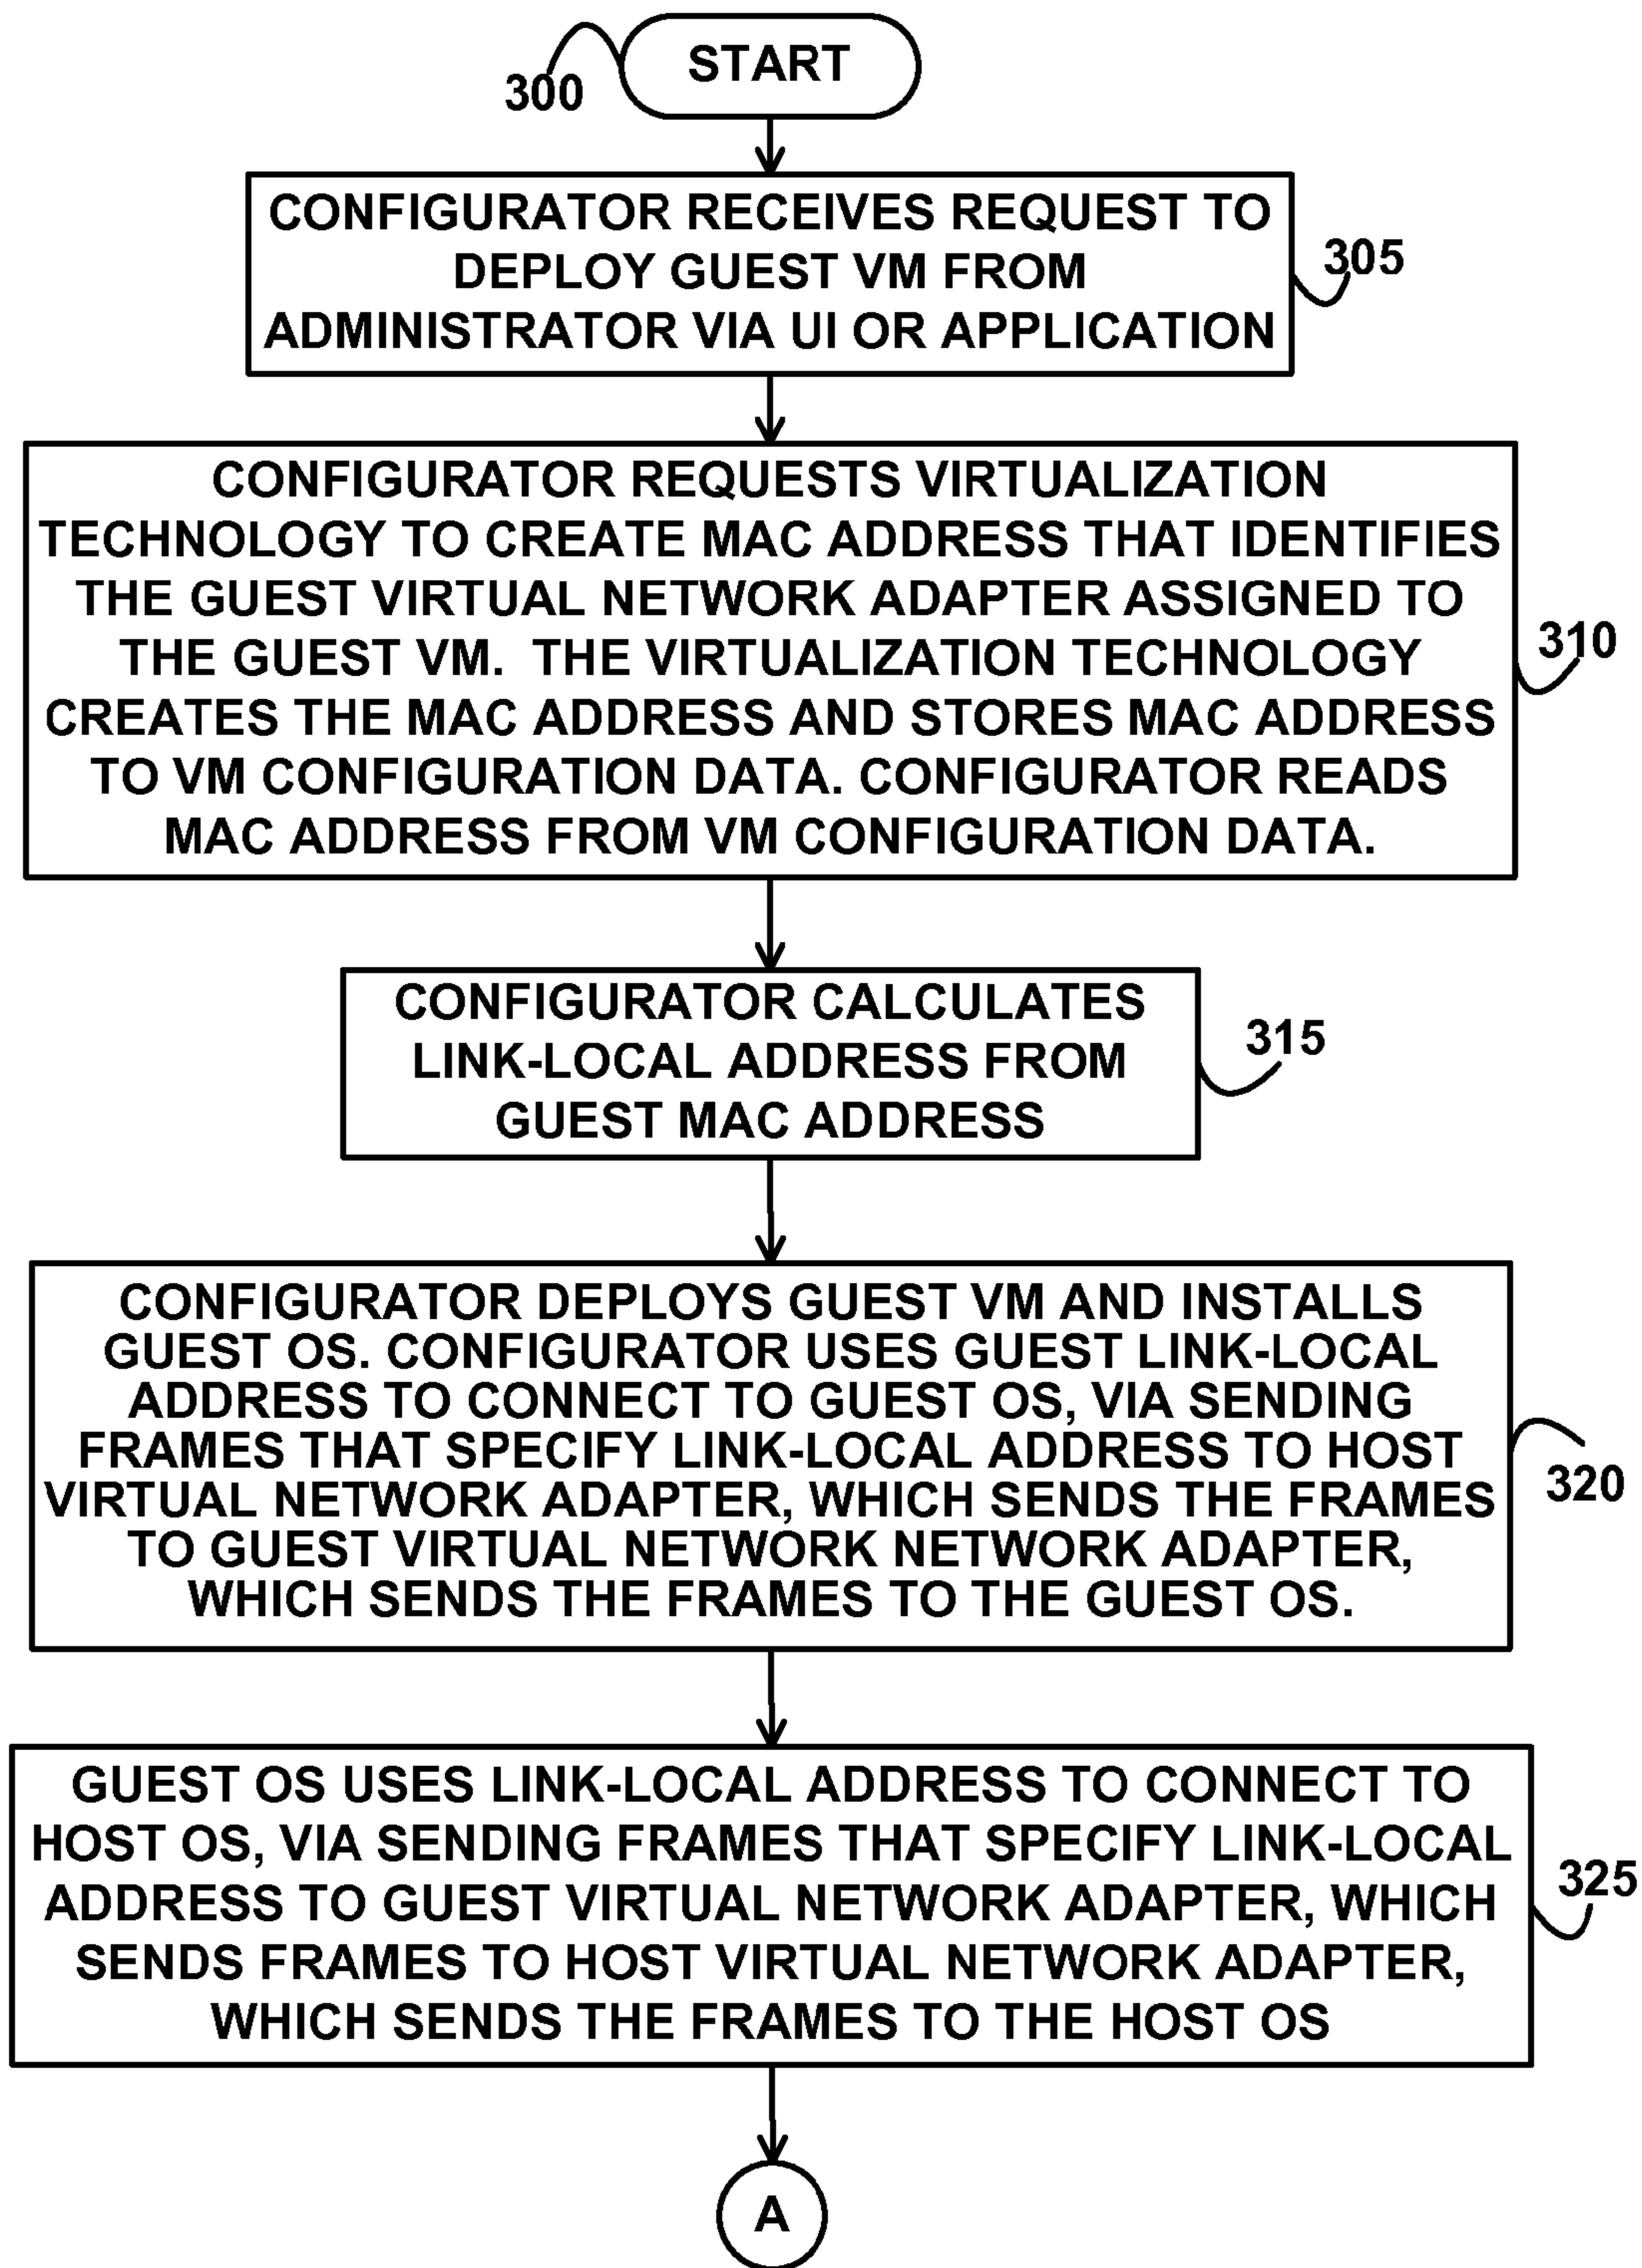 START
300
CONFIGURATOR RECEIVES REQUEST TO
DEPLOY GUEST VM FROM
ADMINISTRATOR VIA UI OR APPLICATION
305
CONFIGURATOR REQUESTS VIRTUALIZATION
TECHNOLOGY TO CREATE MAC ADDRESS THAT IDENTIFIES
THE GUEST VIRTUAL NETWORK ADAPTER ASSIGNED TO
THE GUEST VM. THE VIRTUALIZATION TECHNOLOGY
CREATES THE MAC ADDRESS AND STORES MAC ADDRESS
TO VM CONFIGURATION DATA. CONFIGURATOR READS
MAC ADDRESS FROM VM CONFIGURATION DATA.
310
CONFIGURATOR CALCULATES
LINK-LOCAL ADDRESS FROM
GUEST MAC ADDRESS
315
CONFIGURATOR DEPLOYS GUEST VM AND INSTALLS
GUEST OS. CONFIGURATOR USES GUEST LINK-LOCAL
ADDRESS TO CONNECT TO GUEST OS, VIA SENDING
FRAMES THAT SPECIFY LINK-LOCAL ADDRESS TO HOST
VIRTUAL NETWORK ADAPTER, WHICH SENDS THE FRAMES
TO GUEST VIRTUAL NETWORK NETWORK ADAPTER,
WHICH SENDS THE FRAMES TO THE GUEST OS.
320
GUEST OS USES LINK-LOCAL ADDRESS TO CONNECT TO
HOST OS, VIA SENDING FRAMES THAT SPECIFY LINK-LOCAL
ADDRESS TO GUEST VIRTUAL NETWORK ADAPTER, WHICH
SENDS FRAMES TO HOST VIRTUAL NETWORK ADAPTER,
WHICH SENDS THE FRAMES TO THE HOST OS
325
A